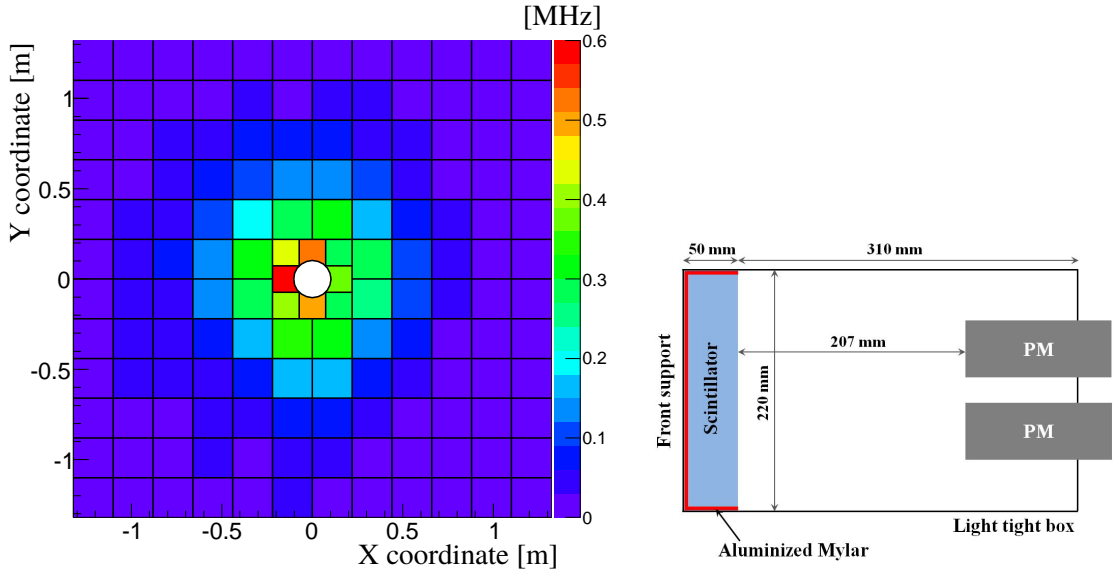 [MHz]
Y coordinate [m]
1
0.5
0
-0.5
-1
-1
-0.5
0
0.5
1
X coordinate [m]
0.6
0.5
0.4
0.3
0.2
0.1
0
50 mm
310 mm
Front support
Scintillator
220 mm
207 mm
PM
PM
Light tight box
Aluminized Mylar